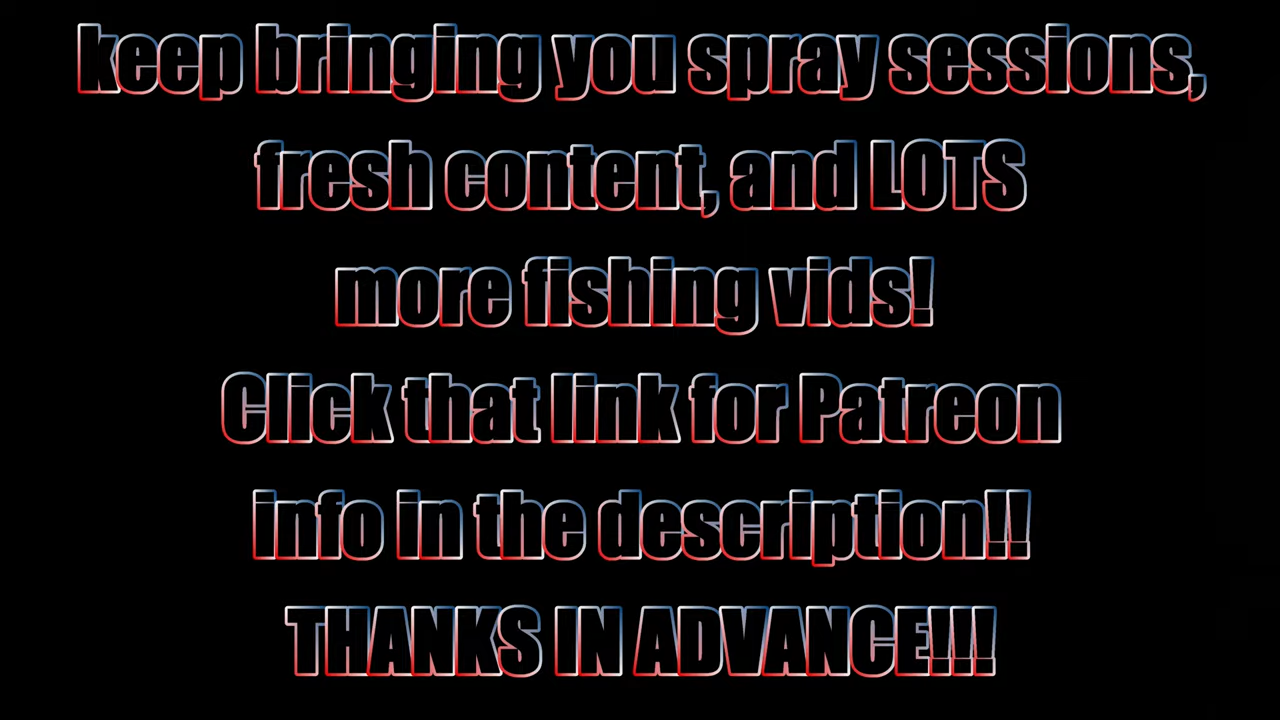 keep bringing you spray sessions,
fresh content, and LOTS
more fishing vids!
Click that link for Patreon
info in the description!!
THANKS IN ADVANCE!!!